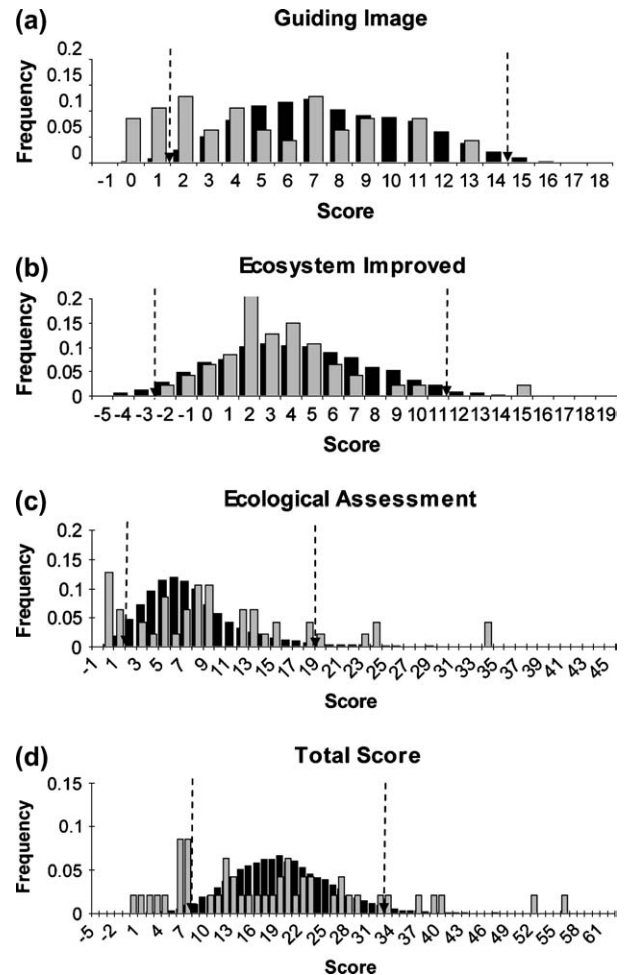 (a)
Guiding Image
Frequency
0.2
0.15
0.1
0.05
0
-1 0 1 2 3 4 5 6 7 8 9 10 11 12 13 14 15 16 17 18
Score
(b)
Ecosystem Improved
Frequency
0.2
0.15
0.1
0.05
0
-5 -4 -3 -2 -1 0 1 2 3 4 5 6 7 8 9 10 11 12 13 14 15 16 17 18 19
Score
(c)
Ecological Assessment
Frequency
0.2
0.15
0.1
0.05
0
-1 1 3 5 7 9 11 13 15 17 19 21 23 25 27 29 31 33 35 37 39 41 43 45
Score
(d)
Total Score
Frequency
0.15
0.1
0.05
0
-5 -2 1 4 7 10 13 16 19 22 25 28 31 34 37 40 43 46 49 52 55 58 61
Score